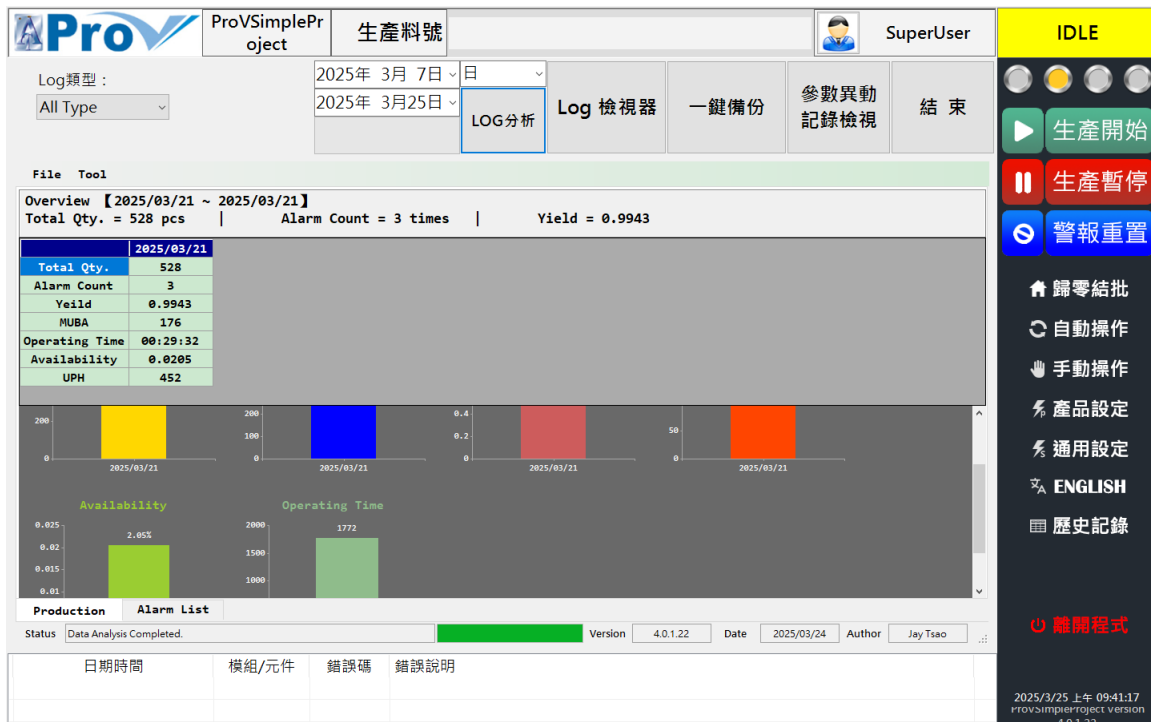 ProV
ProVSimplePr
oject
生產料號
SuperUser
IDLE
Log類型：
All Type
2025年 3月 7日
日
2025年 3月25日
LOG分析
Log 檢視器
一鍵備份
參數異動
記錄檢視
結 束
生產開始
生產暫停
警報重置
歸零結批
自動操作
手動操作
產品設定
通用設定
ENGLISH
歷史記錄
離開程式
2025/3/25 上午 09:41:17
ProVSimpleProject version
4.0.1.22
File Tool
Overview 【2025/03/21 ~ 2025/03/21】
Total Qty. = 528 pcs | Alarm Count = 3 times | Yield = 0.9943
2025/03/21
Total Qty. 528
Alarm Count 3
Yeild 0.9943
MUBA 176
Operating Time 00:29:32
Availability 0.0205
UPH 452
200
0
2025/03/21
200
100
0
2025/03/21
0.4
0.2
0
2025/03/21
50
0
2025/03/21
Availability
0.025
0.02
0.015
0.01
2.05%
Operating Time
2000
1500
1000
1772
Production Alarm List
Status Data Analysis Completed. Version 4.0.1.22 Date 2025/03/24 Author Jay Tsao
日期時間 模組/元件 錯誤碼 錯誤說明